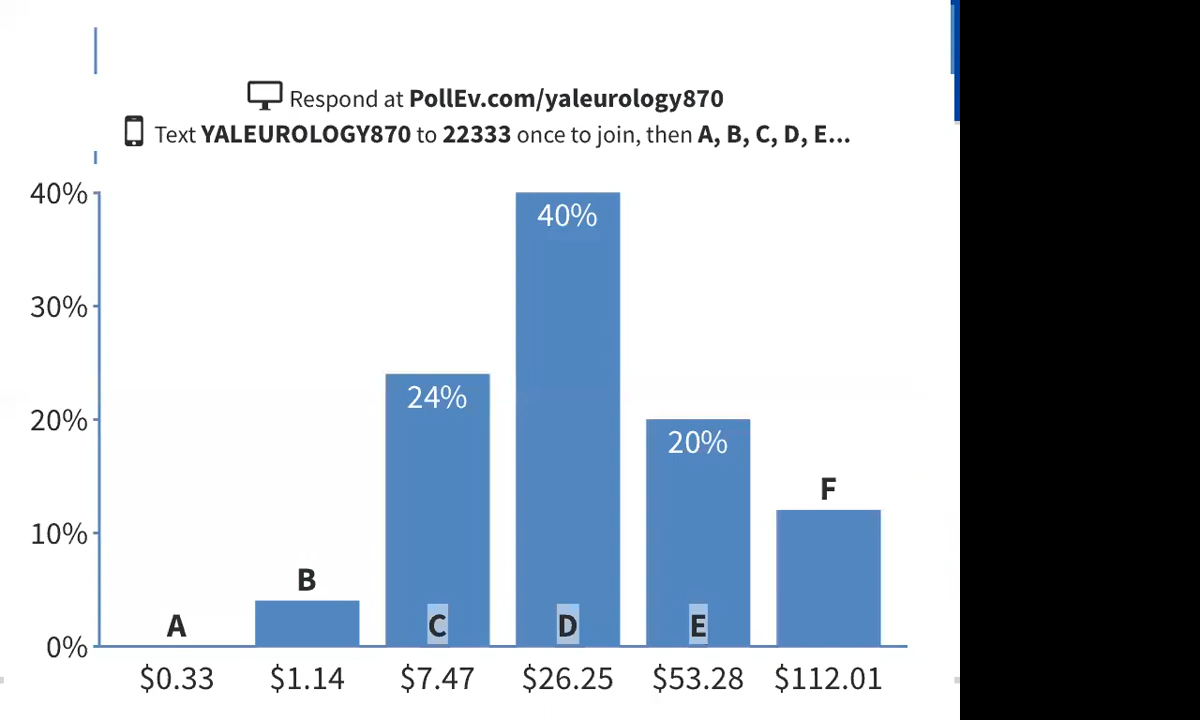 Respond at PollEv.com/yaleurology870
Text YALEUROLOGY870 to 22333 once to join, then A, B, C, D, E...
40%
40%
30%
24%
20%
20%
F
10%
B
A
C
D
E
0%
$0.33 $1.14 $7.47 $26.25 $53.28 $112.01